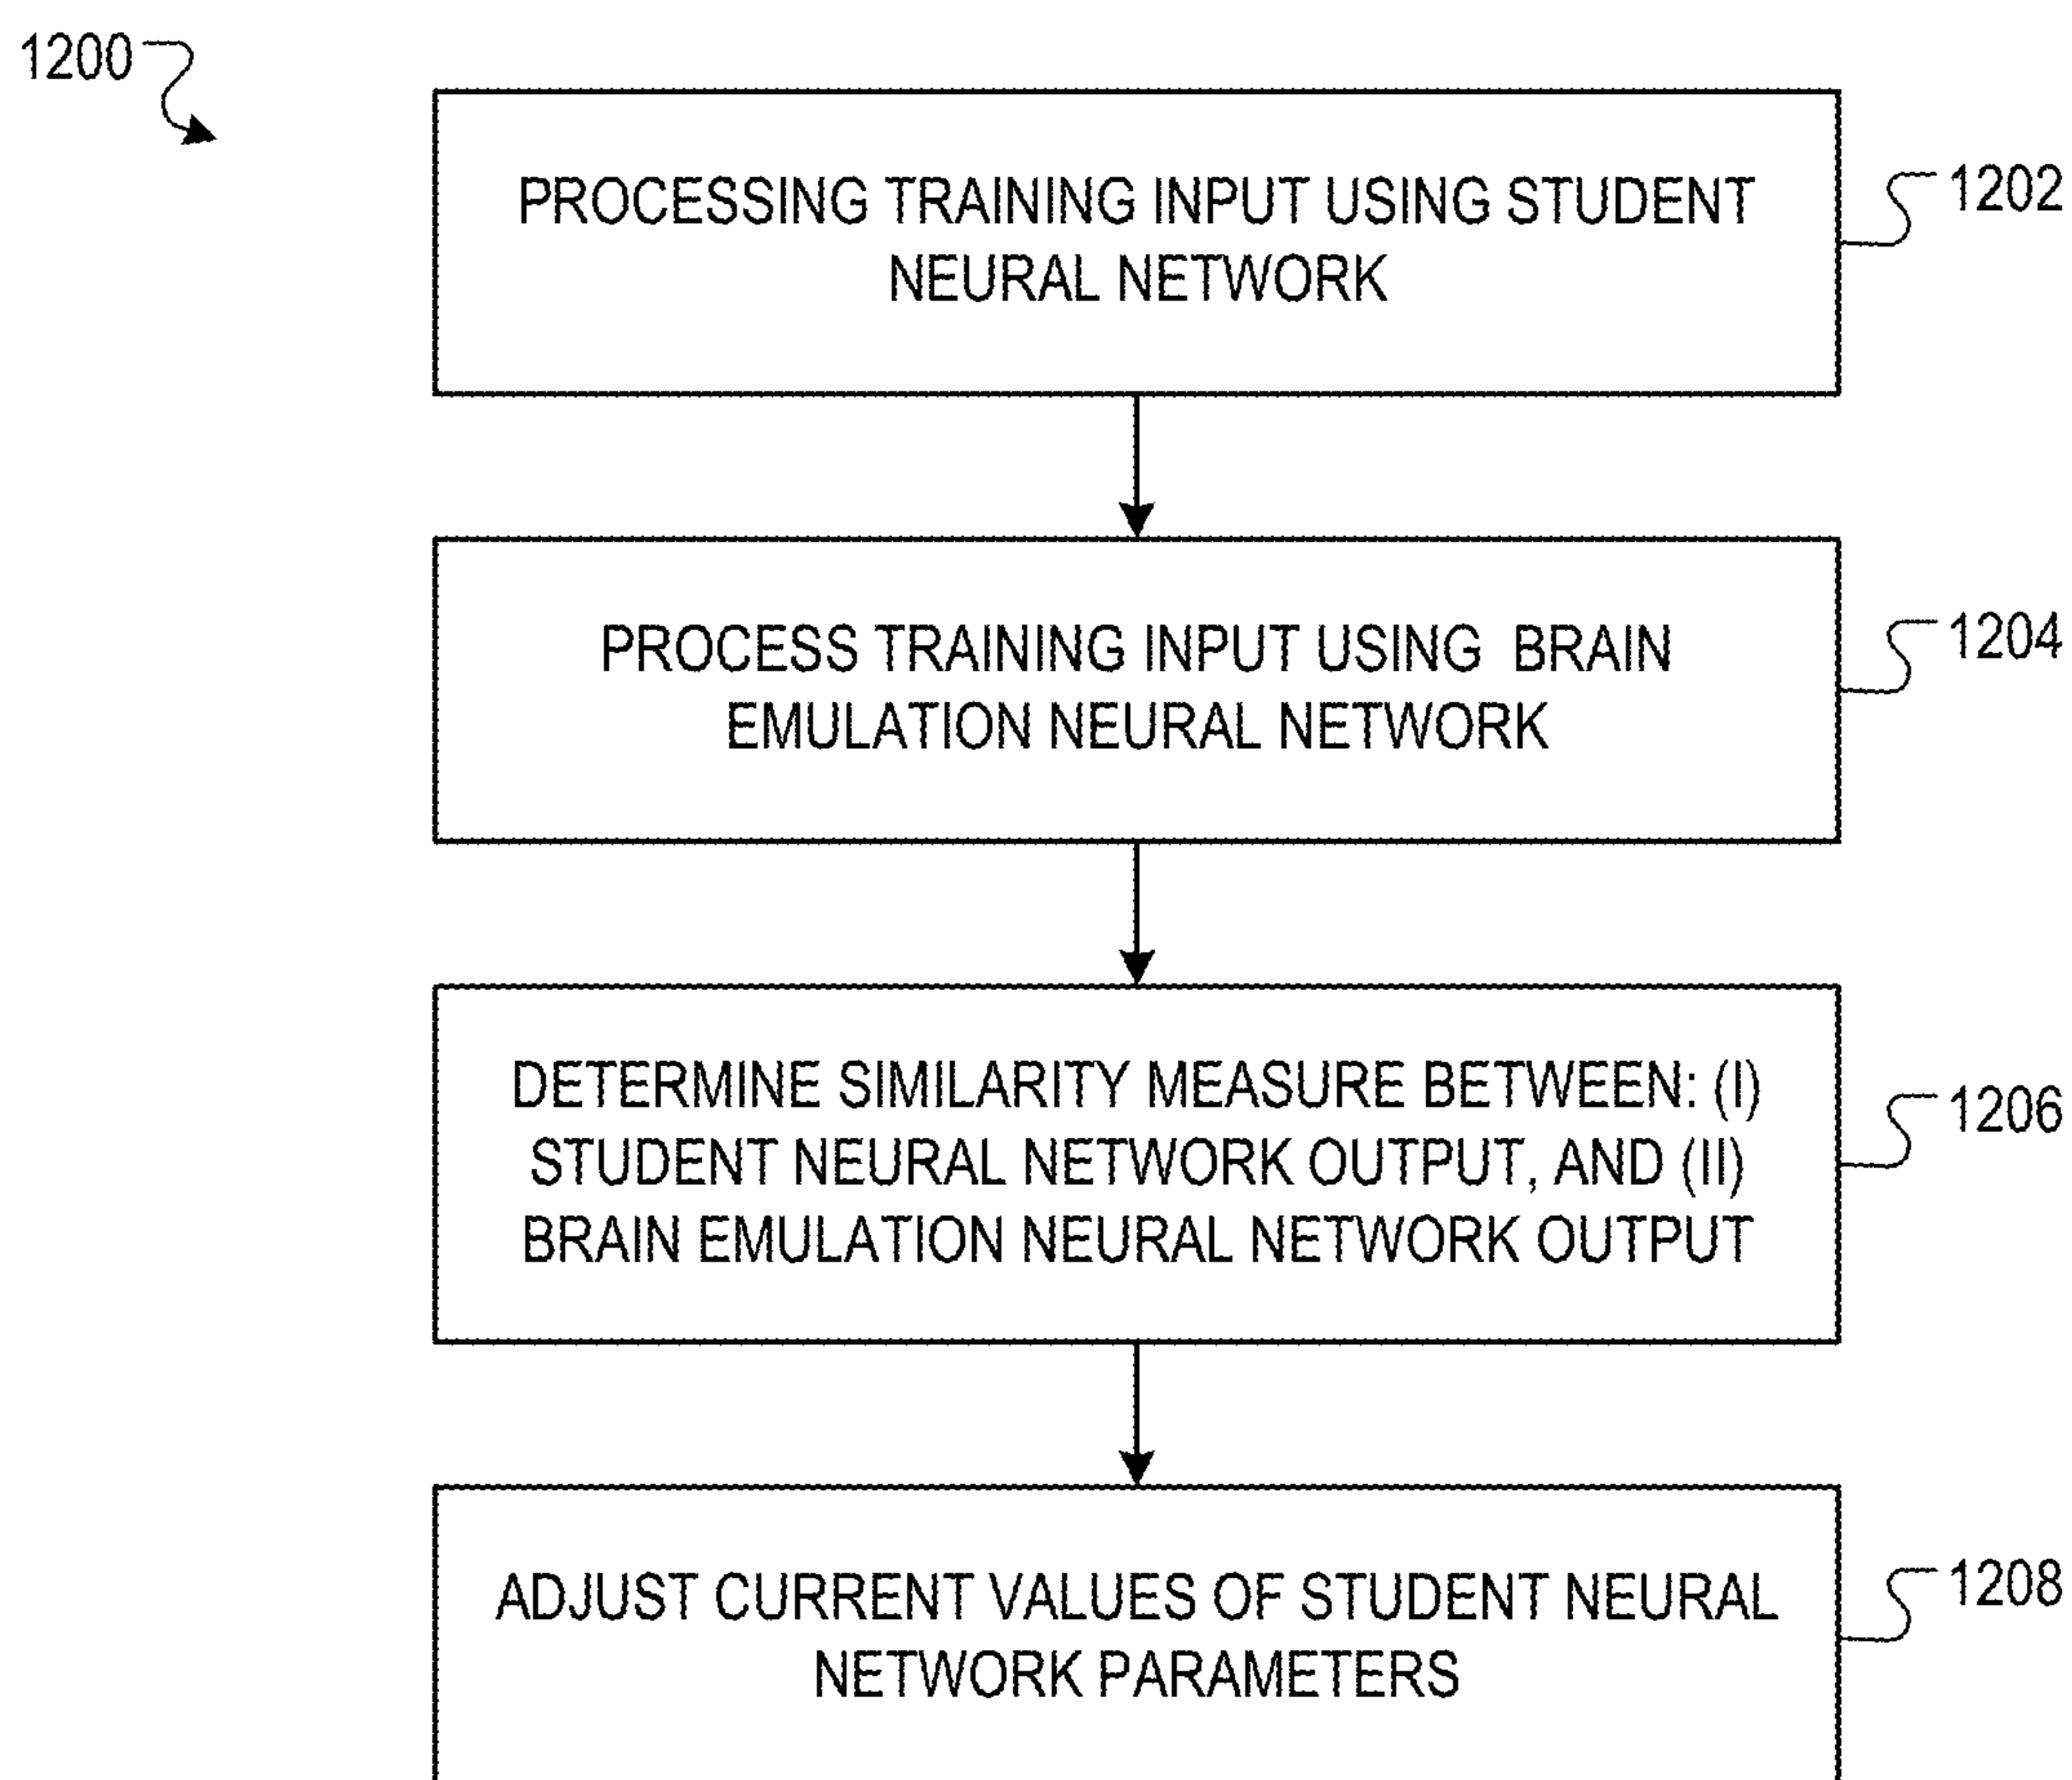 1200
PROCESSING TRAINING INPUT USING STUDENT
NEURAL NETWORK
1202
PROCESS TRAINING INPUT USING BRAIN
EMULATION NEURAL NETWORK
1204
DETERMINE SIMILARITY MEASURE BETWEEN: (I)
STUDENT NEURAL NETWORK OUTPUT, AND (II)
BRAIN EMULATION NEURAL NETWORK OUTPUT
1206
ADJUST CURRENT VALUES OF STUDENT NEURAL
NETWORK PARAMETERS
1208